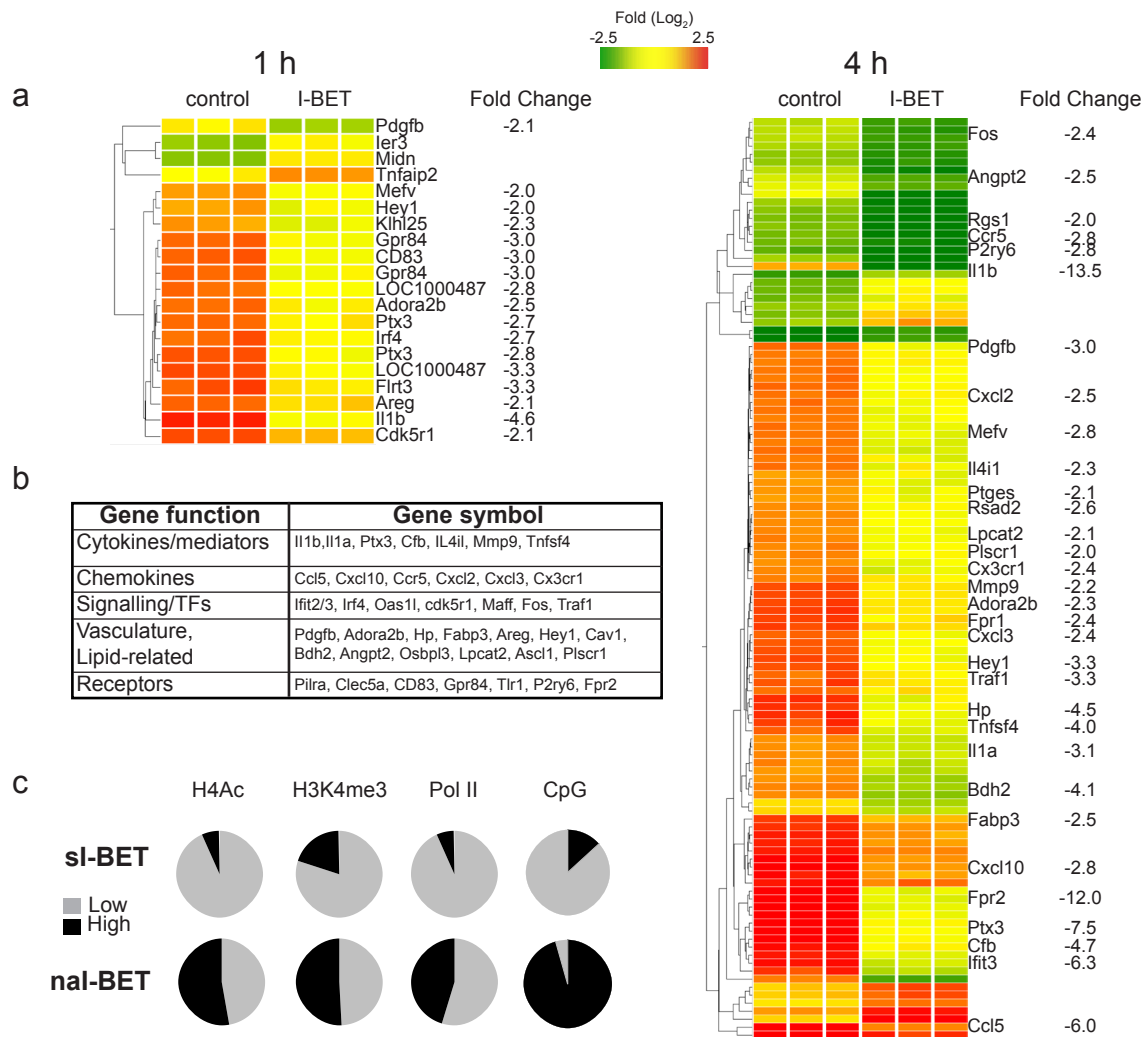 Fold (Log2)
-2.5 2.5
1 h
4 h
a
control I-BET Fold Change
Pdgfb -2.1
Ier3
Midn
Tnfaip2
Mefv -2.0
Hey1 -2.0
Klhl25 -2.3
Gpr84 -3.0
CD83 -3.0
Gpr84 -3.0
LOC1000487 -2.8
Adora2b -2.5
Ptx3 -2.7
Irf4 -2.7
Ptx3 -2.8
LOC1000487 -3.3
Flrt3 -3.3
Areg -2.1
Il1b -4.6
Cdk5r1 -2.1
control I-BET Fold Change
Fos -2.4
Angpt2 -2.5
Rgs1 -2.0
Ccr5 -2.8
P2ry6 -2.8
Il1b -13.5
Pdgfb -3.0
Cxcl2 -2.5
Mefv -2.8
Il4i1 -2.3
Ptges -2.1
Rsad2 -2.6
Lpcat2 -2.1
Plscr1 -2.0
Cx3cr1 -2.4
Mmp9 -2.2
Adora2b -2.3
Fpr1 -2.4
Cxcl3 -2.4
Hey1 -3.3
Traf1 -3.3
Hp -4.5
Tnfsf4 -4.0
Il1a -3.1
Bdh2 -4.1
Fabp3 -2.5
Cxcl10 -2.8
Fpr2 -12.0
Ptx3 -7.5
Cfb -4.7
Ifit3 -6.3
Ccl5 -6.0
b
Gene function Gene symbol
Cytokines/mediators Il1b,Il1a, Ptx3, Cfb, IL4il, Mmp9, Tnfsf4
Chemokines Ccl5, Cxcl10, Ccr5, Cxcl2, Cxcl3, Cx3cr1
Signalling/TFs Ifit2/3, Irf4, Oas1l, cdk5r1, Maff, Fos, Traf1
Vasculature, Pdgfb, Adora2b, Hp, Fabp3, Areg, Hey1, Cav1,
Lipid-related Bdh2, Angpt2, Osbpl3, Lpcat2, Ascl1, Plscr1
Receptors Pilra, Clec5a, CD83, Gpr84, Tlr1, P2ry6, Fpr2
c
H4Ac H3K4me3 Pol II CpG
sI-BET
Low
High
naI-BET